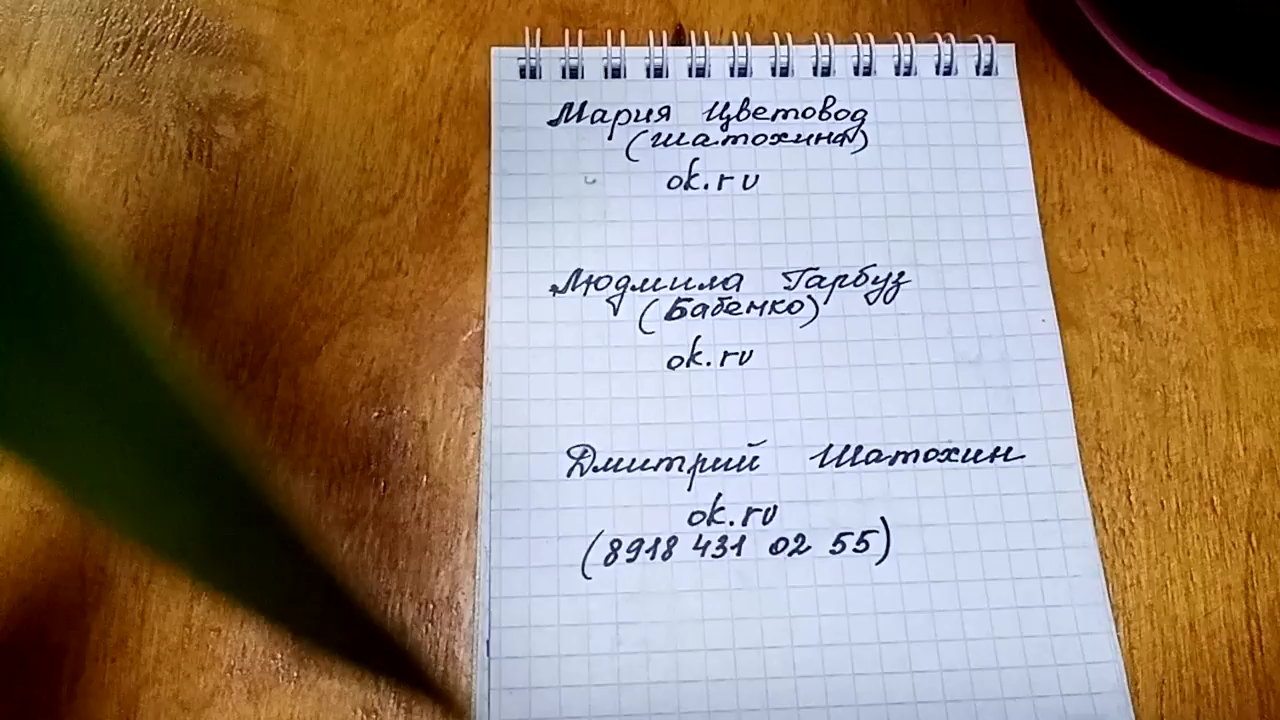 Мария Цветовод
(Шатохина)
ok.ru
Людмила Гарбуз
(Бабенко)
ok.ru
Дмитрий Шатохин
ok.ru
(8918 431 02 55)